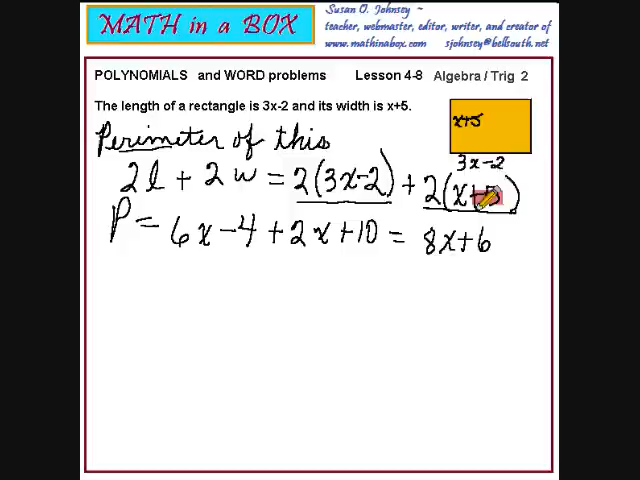 MATH in a BOX
Susan O. Johnsey ~
teacher, webmaster, editor, writer, and creator of
www.mathinabox.com sjohnsey@bellsouth.net
POLYNOMIALS and WORD problems Lesson 4-8 Algebra / Trig 2
The length of a rectangle is 3x-2 and its width is x+5.
x+5
3x-2
Perimeter of this
2l + 2w = 2(3x-2) + 2(x+5)
P = 6x - 4 + 2x + 10 = 8x + 6